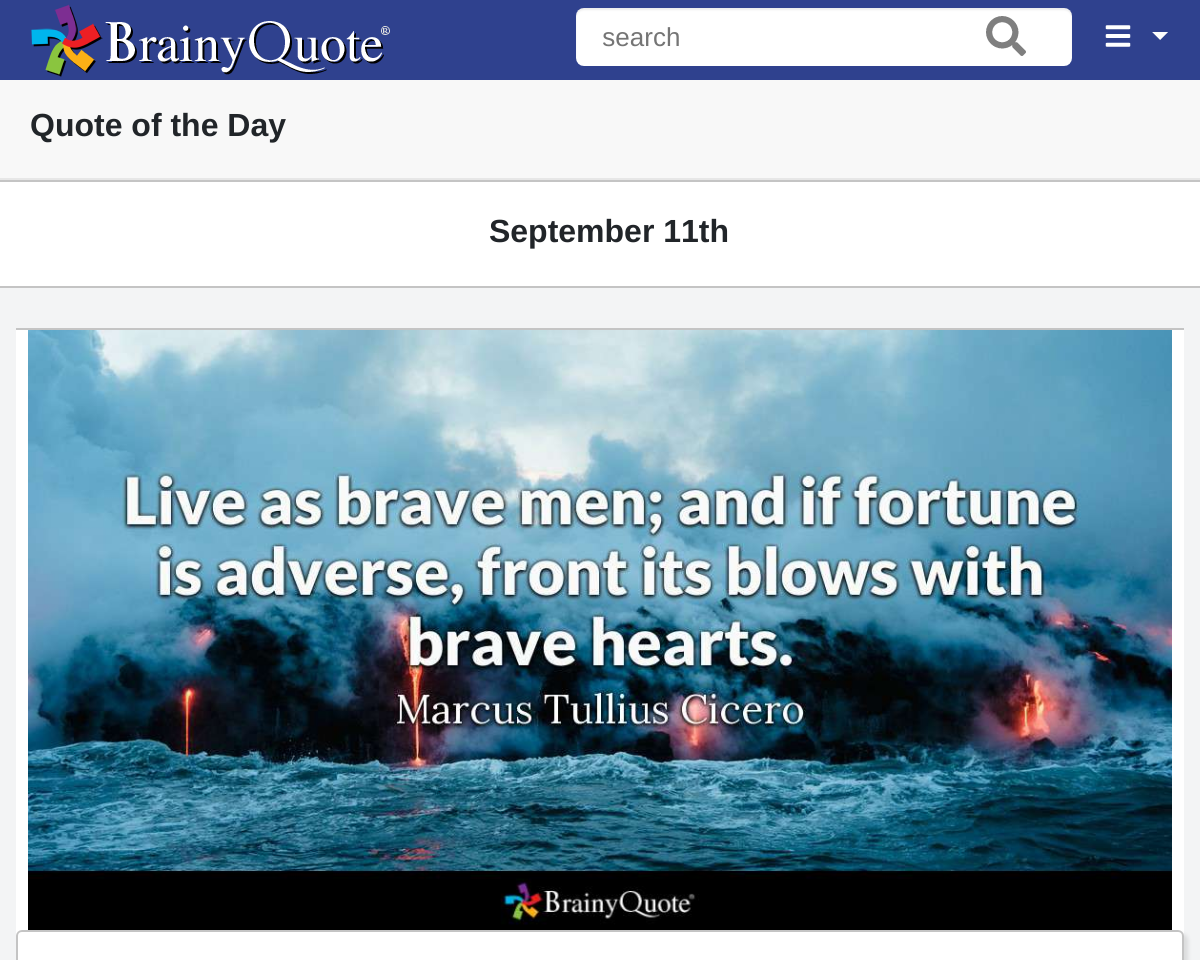 BrainyQuote®
search
Quote of the Day
September 11th
Live as brave men; and if fortune
is adverse, front its blows with
brave hearts.
Marcus Tullius Cicero
BrainyQuote®